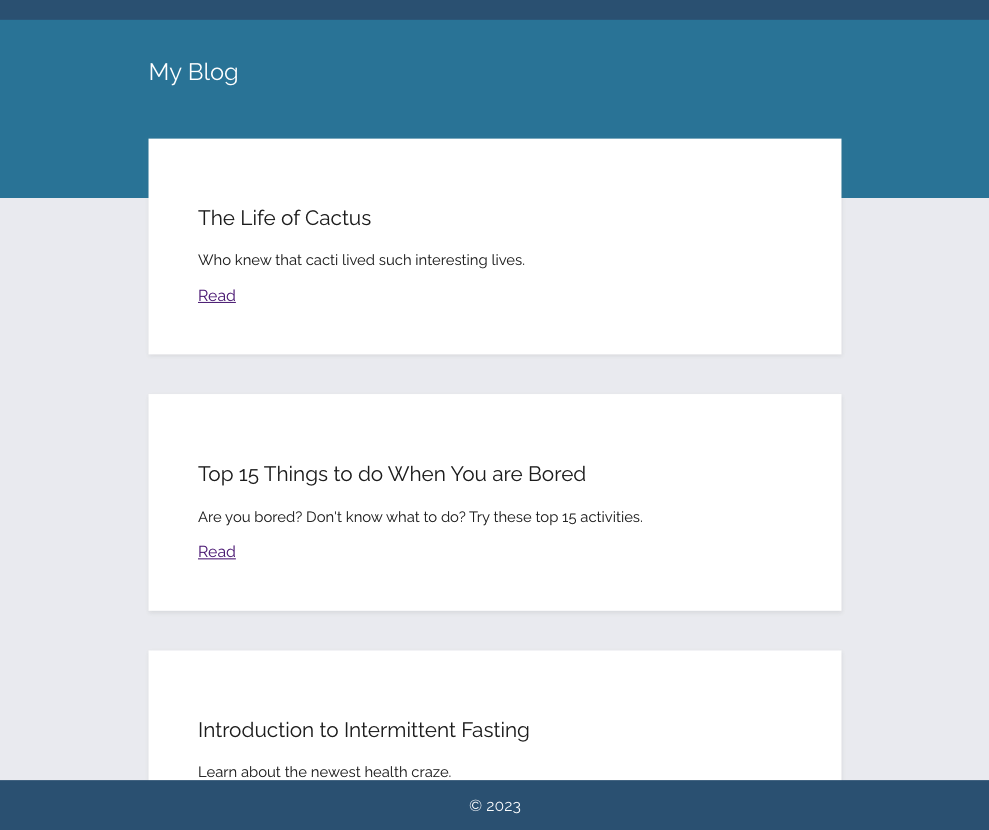 My Blog
The Life of Cactus
Who knew that cacti lived such interesting lives.
Read
Top 15 Things to do When You are Bored
Are you bored? Don't know what to do? Try these top 15 activities.
Read
Introduction to Intermittent Fasting
Learn about the newest health craze.
© 2023